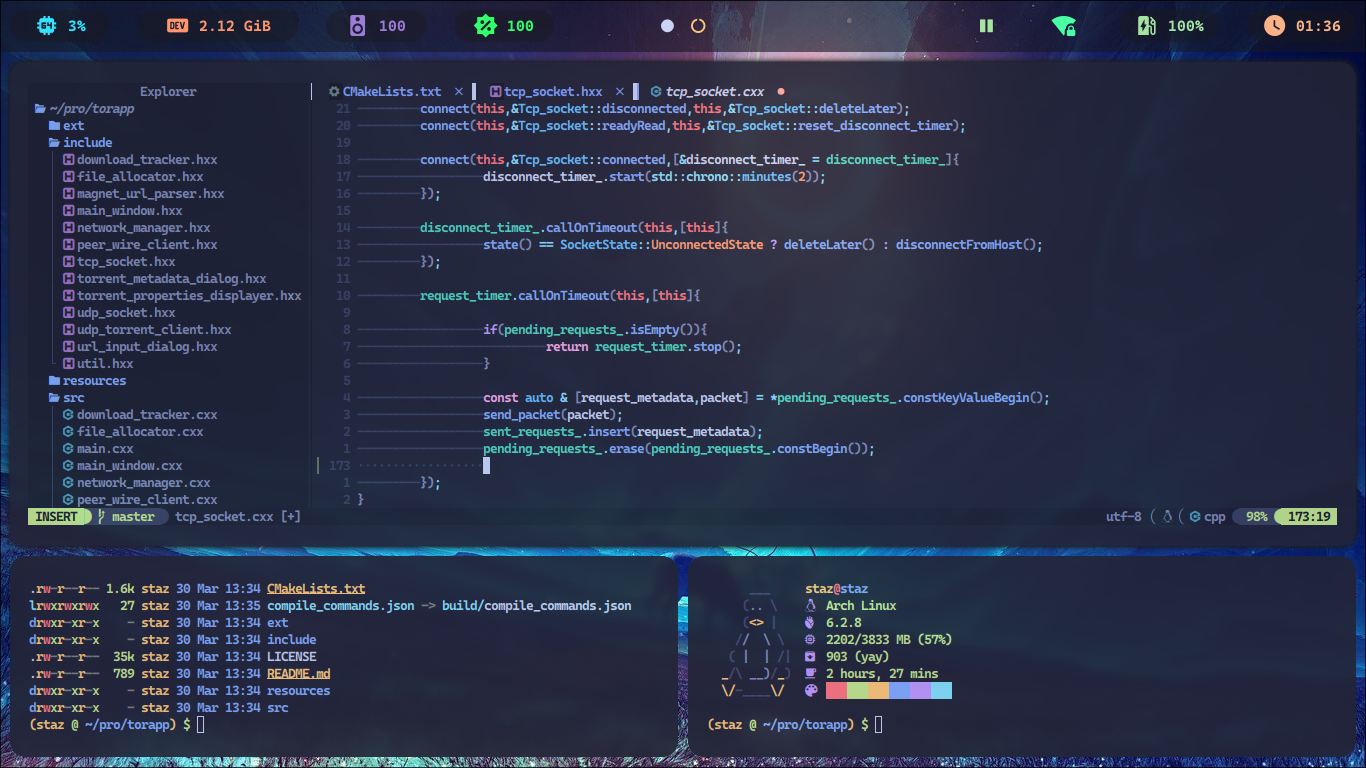 64 3% DEV 2.12 GiB 100 100 100% 01:36
Explorer
CMakeLists.txt × tcp_socket.hxx × tcp_socket.cxx ●
~/pro/torapp
ext
include
download_tracker.hxx
file_allocator.hxx
magnet_url_parser.hxx
main_window.hxx
network_manager.hxx
peer_wire_client.hxx
tcp_socket.hxx
torrent_metadata_dialog.hxx
torrent_properties_displayer.hxx
udp_socket.hxx
udp_torrent_client.hxx
url_input_dialog.hxx
util.hxx
resources
src
download_tracker.cxx
file_allocator.cxx
main.cxx
main_window.cxx
network_manager.cxx
peer_wire_client.cxx
21 connect(this,&Tcp_socket::disconnected,this,&Tcp_socket::deleteLater);
20 connect(this,&Tcp_socket::readyRead,this,&Tcp_socket::reset_disconnect_timer);
19
18 connect(this,&Tcp_socket::connected,[&disconnect_timer_ = disconnect_timer_]{
17 disconnect_timer_.start(std::chrono::minutes(2));
16 });
15
14 disconnect_timer_.callOnTimeout(this,[this]{
13 state() == SocketState::UnconnectedState ? deleteLater() : disconnectFromHost();
12 });
11
10 request_timer.callOnTimeout(this,[this]{
9
8 if(pending_requests_.isEmpty()){
7 return request_timer.stop();
6 }
5
4 const auto & [request_metadata,packet] = *pending_requests_.constKeyValueBegin();
3 send_packet(packet);
2 sent_requests_.insert(request_metadata);
1 pending_requests_.erase(pending_requests_.constBegin());
173
1 });
2 }
INSERT master tcp_socket.cxx [+] utf-8 cpp 98% 173:19
.rw-r--r-- 1.6k staz 30 Mar 13:34 CMakeLists.txt
lrwxrwxrwx 27 staz 30 Mar 13:35 compile_commands.json -> build/compile_commands.json
drwxr-xr-x - staz 30 Mar 13:34 ext
drwxr-xr-x - staz 30 Mar 13:34 include
.rw-r--r-- 35k staz 30 Mar 13:34 LICENSE
.rw-r--r-- 789 staz 30 Mar 13:34 README.md
drwxr-xr-x - staz 30 Mar 13:34 resources
drwxr-xr-x - staz 30 Mar 13:34 src
(staz @ ~/pro/torapp) $
staz@staz
Arch Linux
6.2.8
2202/3833 MB (57%)
903 (yay)
2 hours, 27 mins
(staz @ ~/pro/torapp) $